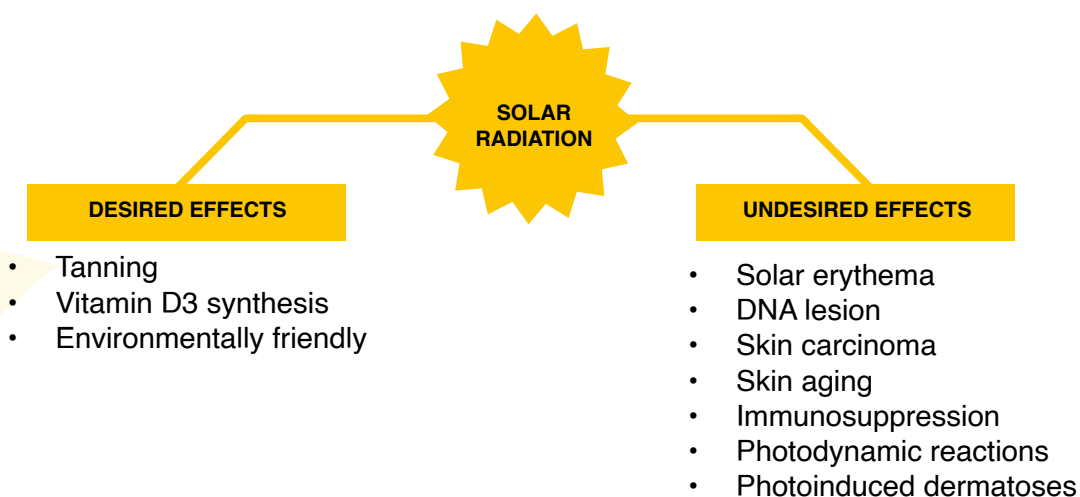 SOLAR
RADIATION
DESIRED EFFECTS
• Tanning
• Vitamin D3 synthesis
• Environmentally friendly
UNDESIRED EFFECTS
• Solar erythema
• DNA lesion
• Skin carcinoma
• Skin aging
• Immunosuppression
• Photodynamic reactions
• Photoinduced dermatoses